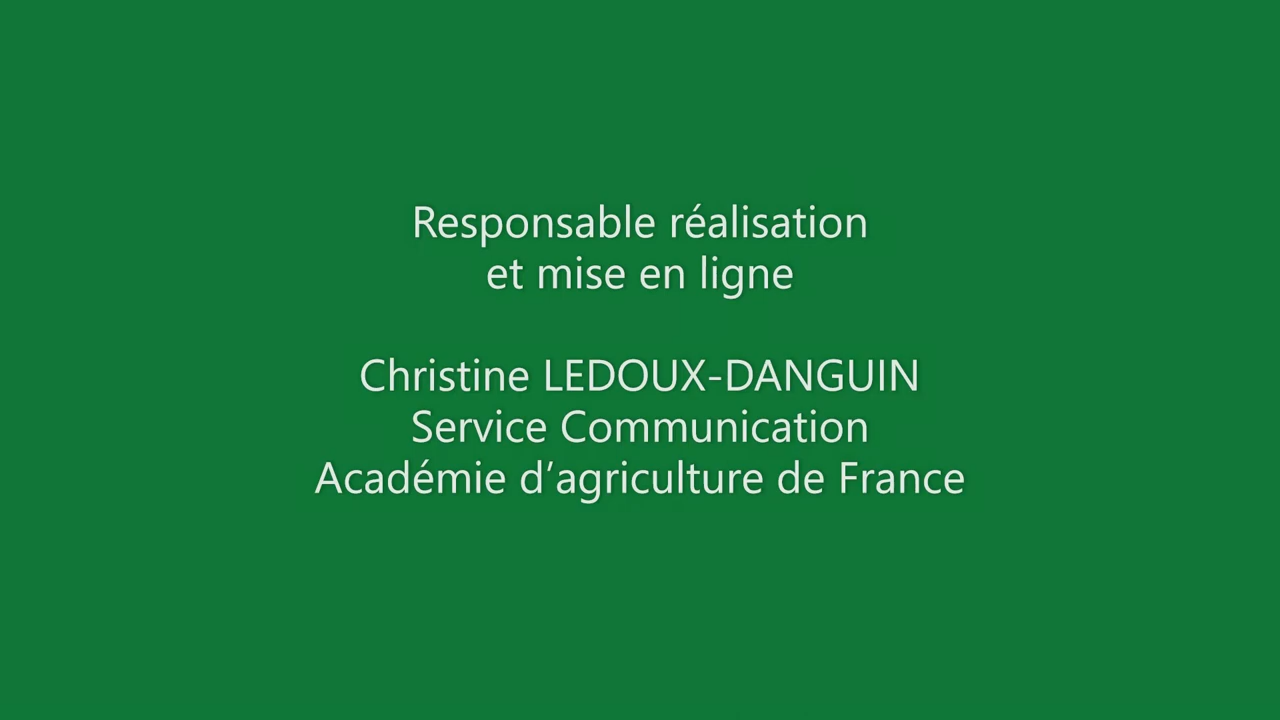 Responsable réalisation
et mise en ligne
Christine LEDOUX-DANGUIN
Service Communication
Académie d’agriculture de France